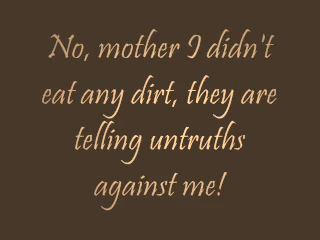 No, mother I didn't
eat any dirt, they are
telling untruths
against me!